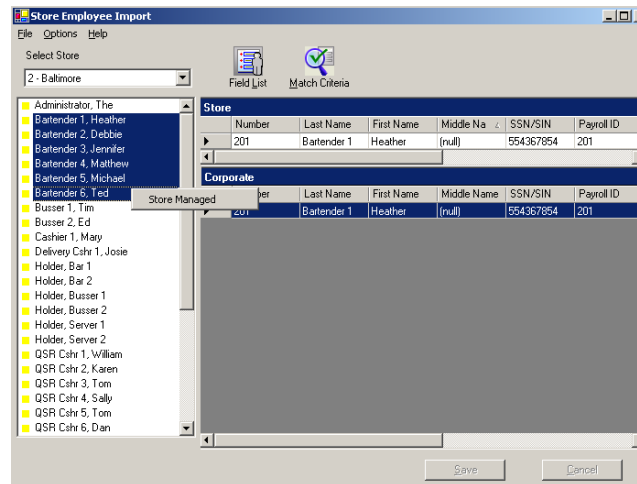 Store Employee Import
File Options Help
Select Store
2 - Baltimore
Field List
Match Criteria
Administrator, The
Bartender 1, Heather
Bartender 2, Debbie
Bartender 3, Jennifer
Bartender 4, Matthew
Bartender 5, Michael
Bartender 6, Ted
Busser 1, Tim
Busser 2, Ed
Cashier 1, Mary
Delivery Cshr 1, Josie
Holder, Bar 1
Holder, Bar 2
Holder, Busser 1
Holder, Busser 2
Holder, Server 1
Holder, Server 2
QSR Cshr 1, William
QSR Cshr 2, Karen
QSR Cshr 3, Tom
QSR Cshr 4, Sally
QSR Cshr 5, Tom
QSR Cshr 6, Dan
Store Managed
Store
Number Last Name First Name Middle Na SSN/SIN Payroll ID
201 Bartender 1 Heather (null) 554367854 201
Corporate
ber Last Name First Name Middle Name SSN/SIN Payroll ID
201 Bartender 1 Heather (null) 554367854 201
Save
Cancel